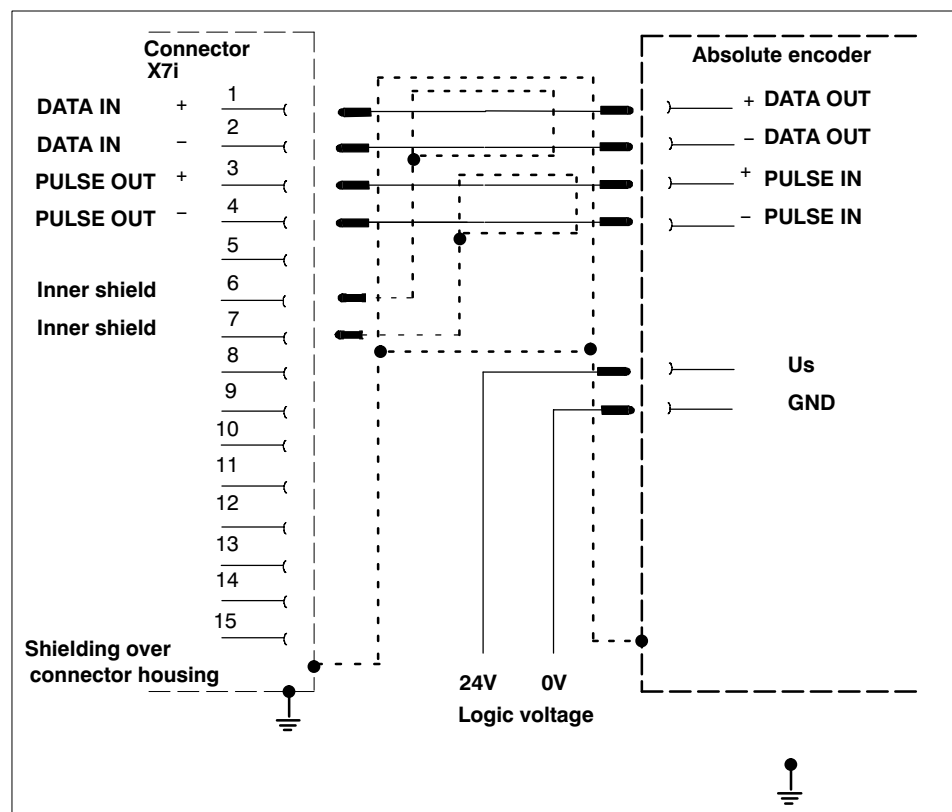 Connector
X7i
Absolute encoder
DATA IN + 1 + DATA OUT
DATA IN − 2 − DATA OUT
PULSE OUT + 3 + PULSE IN
PULSE OUT − 4 − PULSE IN
5
Inner shield 6
Inner shield 7
8 Us
9 GND
10
11
12
13
14
15
Shielding over
connector housing
24V 0V
Logic voltage